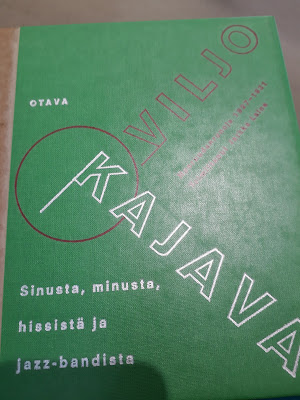 OTAVA
VILJO
KAJAVA
Sinusta, minusta,
hissistä ja
jazz-bandista